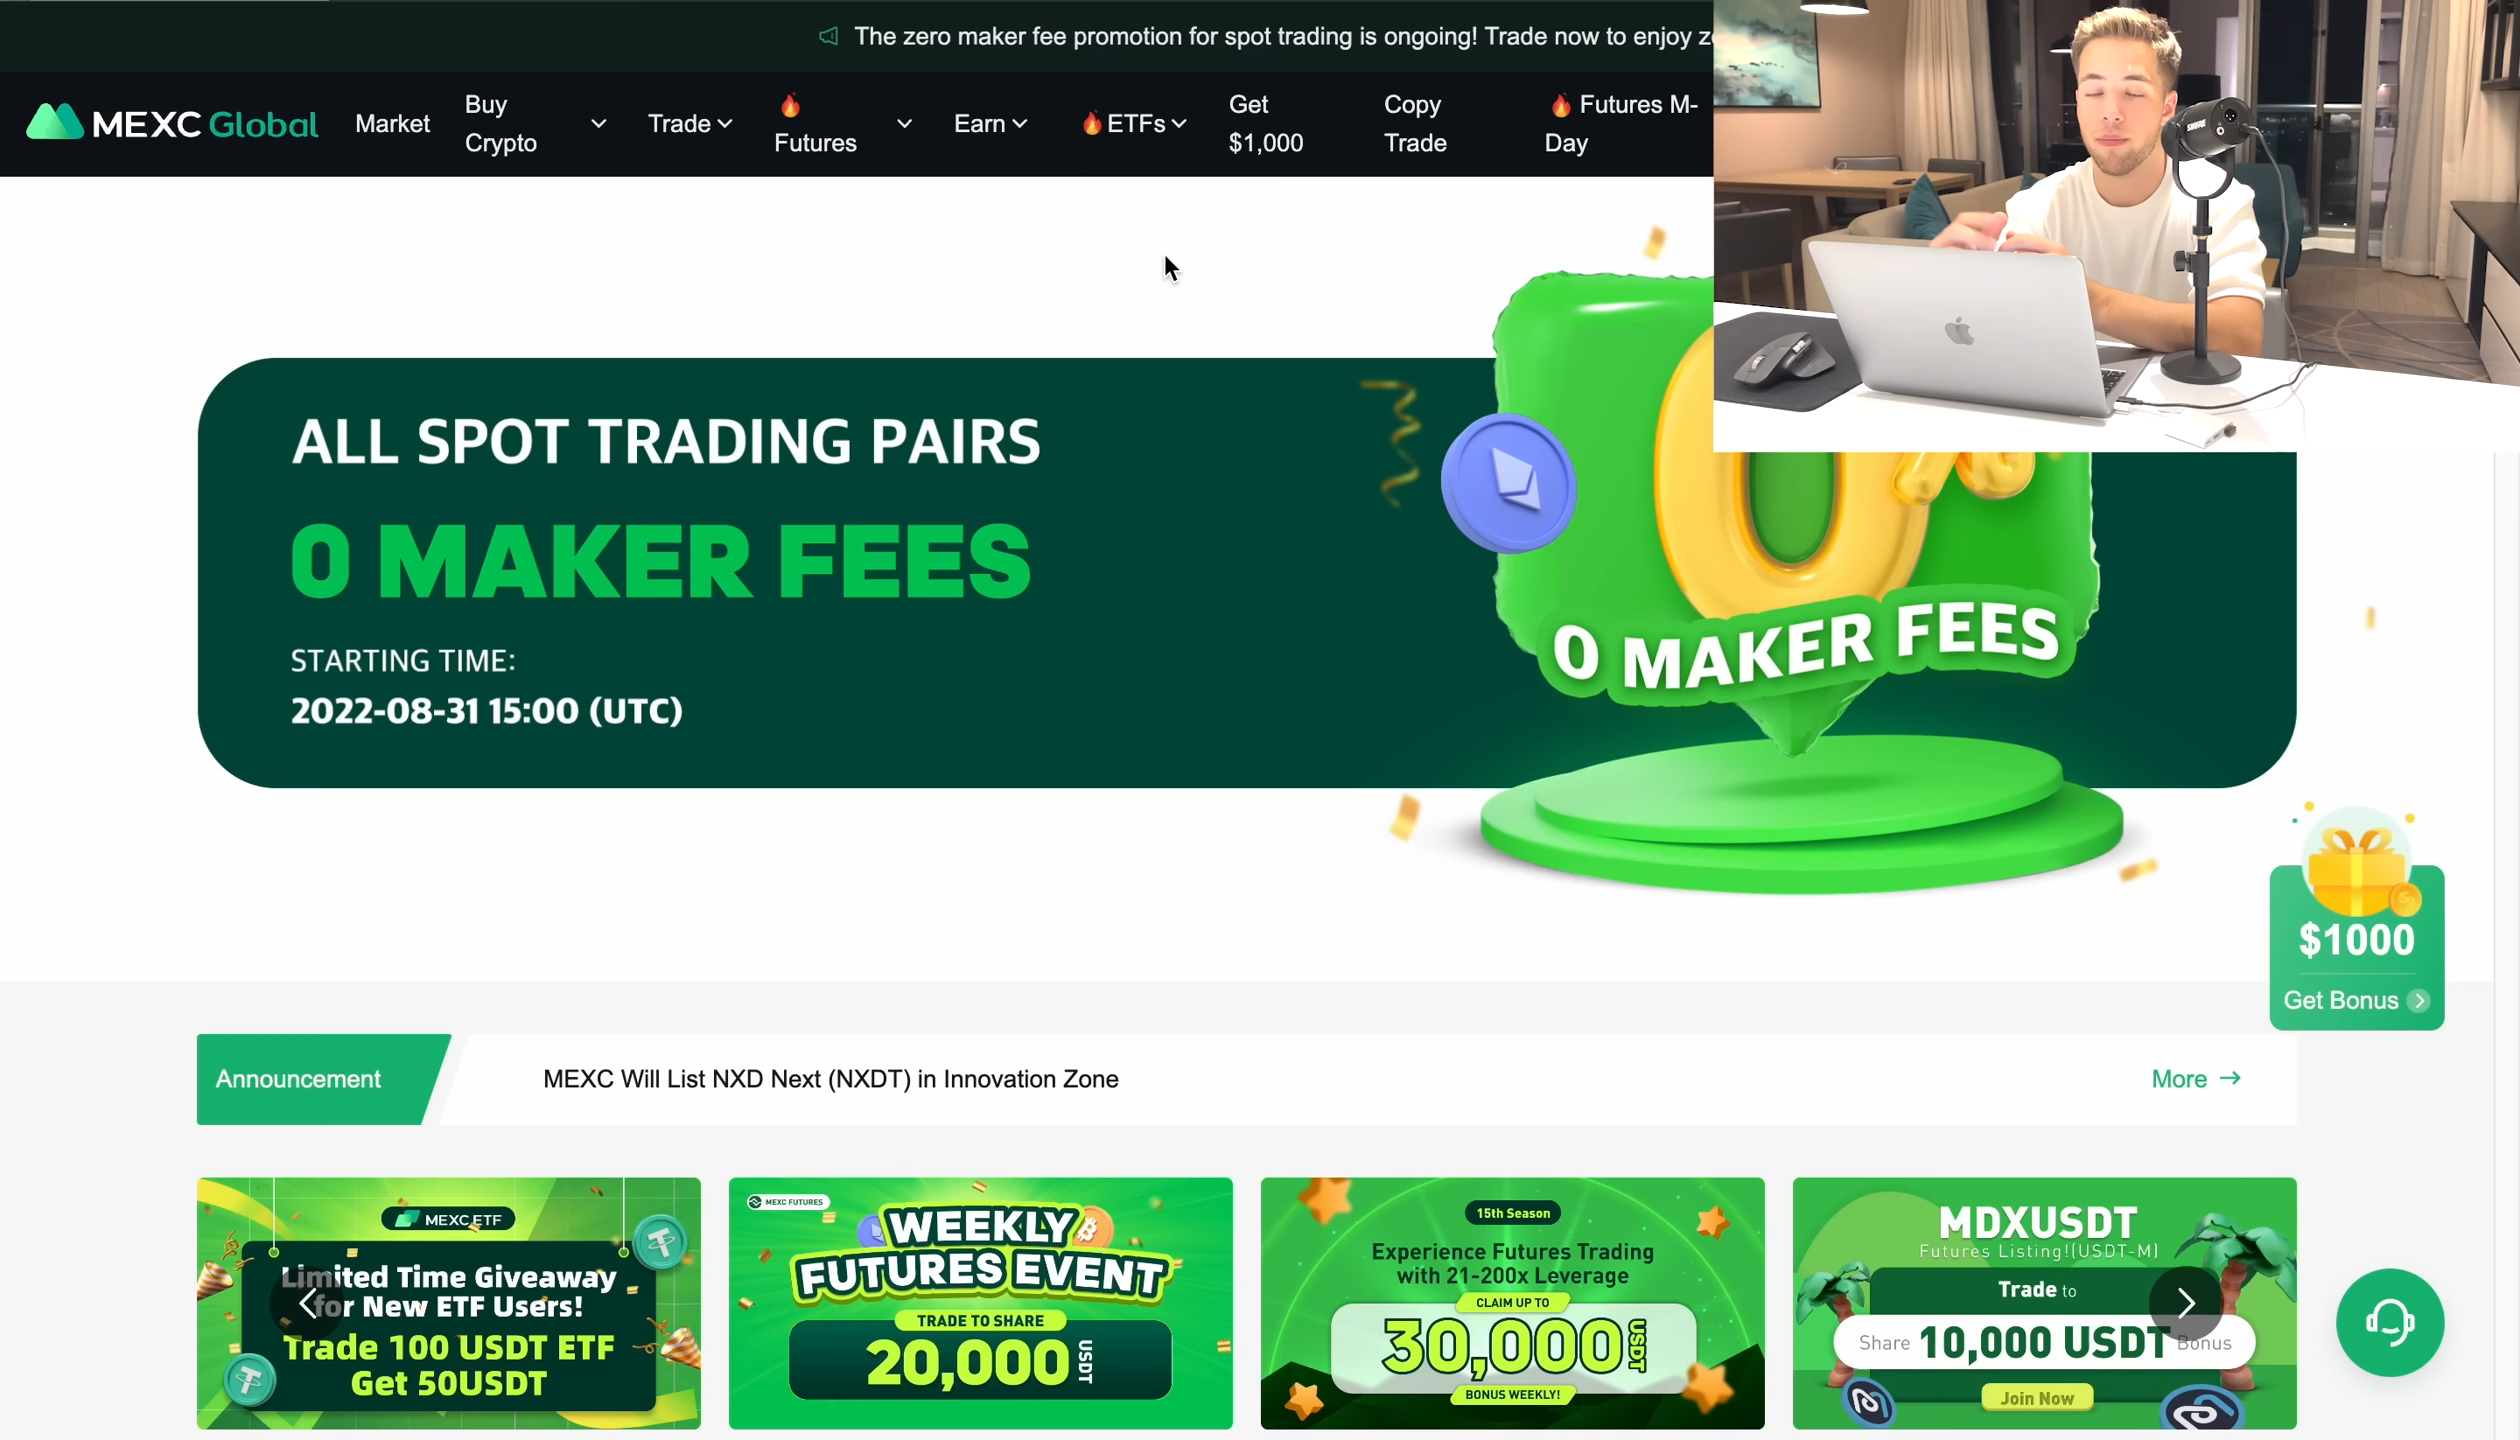 The zero maker fee promotion for spot trading is ongoing! Trade now to enjoy
MEXC Global
Market
Buy
Crypto
Trade
Futures
Earn
ETFs
Get
$1,000
Copy
Trade
Futures M-
Day
SHURE
ALL SPOT TRADING PAIRS
0 MAKER FEES
STARTING TIME:
2022-08-31 15:00 (UTC)
0%
0 MAKER FEES
$1000
Get Bonus
Announcement
MEXC Will List NXD Next (NXDT) in Innovation Zone
More
MEXC ETF
Limited Time Giveaway
for New ETF Users!
Trade 100 USDT ETF
Get 50USDT
MEXC FUTURES
WEEKLY
FUTURES EVENT
TRADE TO SHARE
20,000 USDT
15th Season
Experience Futures Trading
with 21-200x Leverage
CLAIM UP TO
30,000 USDT
BONUS WEEKLY!
MDXUSDT
Futures Listing!(USDT-M)
Trade to
Share 10,000 USDT Bonus
Join Now